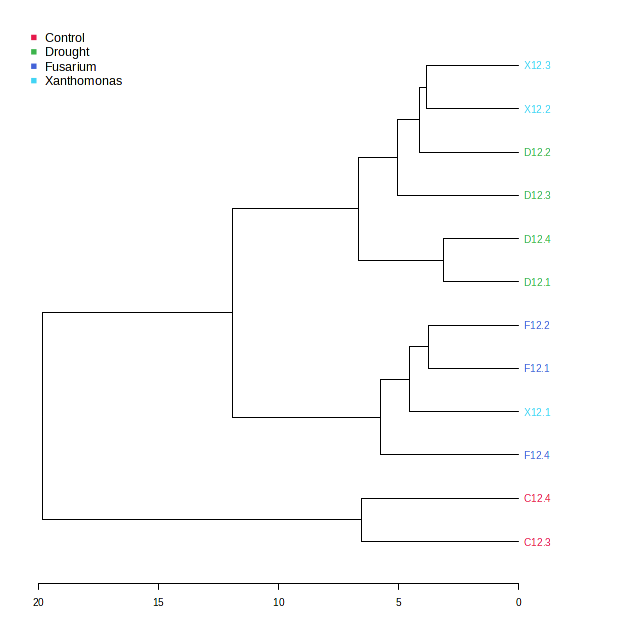 Control
Drought
Fusarium
Xanthomonas
X12.3
X12.2
D12.2
D12.3
D12.4
D12.1
F12.2
F12.1
X12.1
F12.4
C12.4
C12.3
20 15 10 5 0